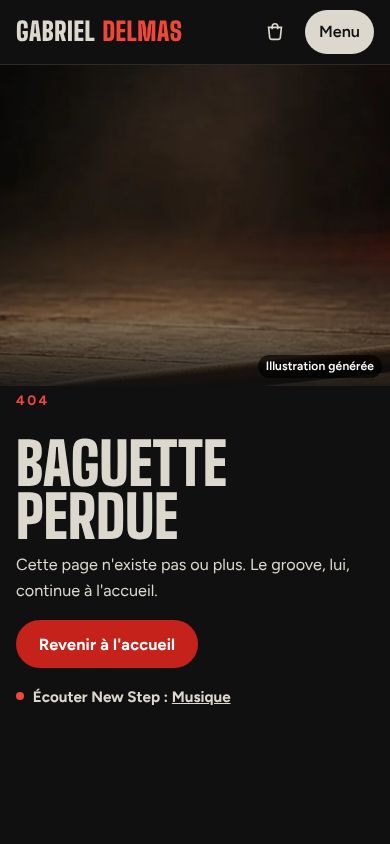 GABRIEL DELMAS
Menu
Illustration générée
404
BAGUETTE
PERDUE
Cette page n'existe pas ou plus. Le groove, lui,
continue à l'accueil.
Revenir à l'accueil
Écouter New Step : Musique